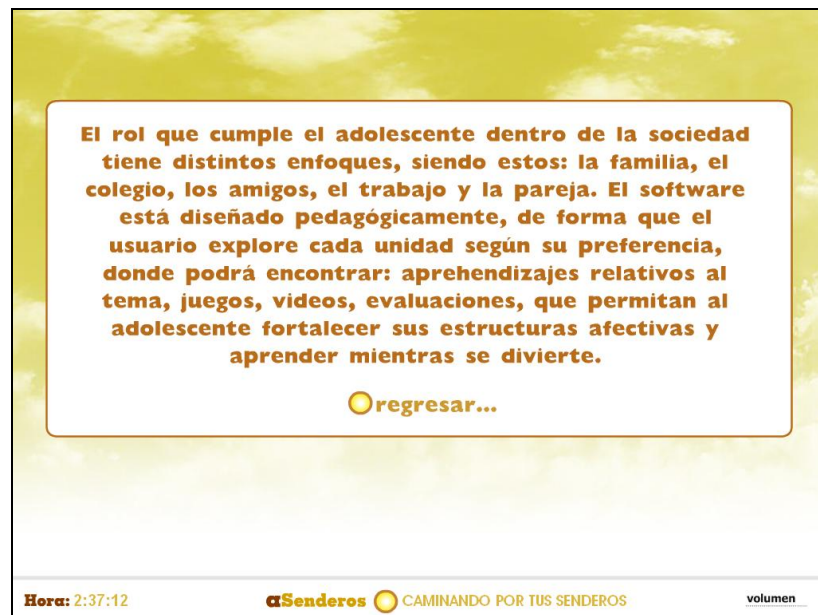 El rol que cumple el adolescente dentro de la sociedad
tiene distintos enfoques, siendo estos: la familia, el
colegio, los amigos, el trabajo y la pareja. El software
está diseñado pedagógicamente, de forma que el
usuario explore cada unidad según su preferencia,
donde podrá encontrar: aprehendizajes relativos al
tema, juegos, videos, evaluaciones, que permitan al
adolescente fortalecer sus estructuras afectivas y
aprender mientras se divierte.
regresar...
Hora: 2:37:12 aSenderos CAMINANDO POR TUS SENDEROS volumen